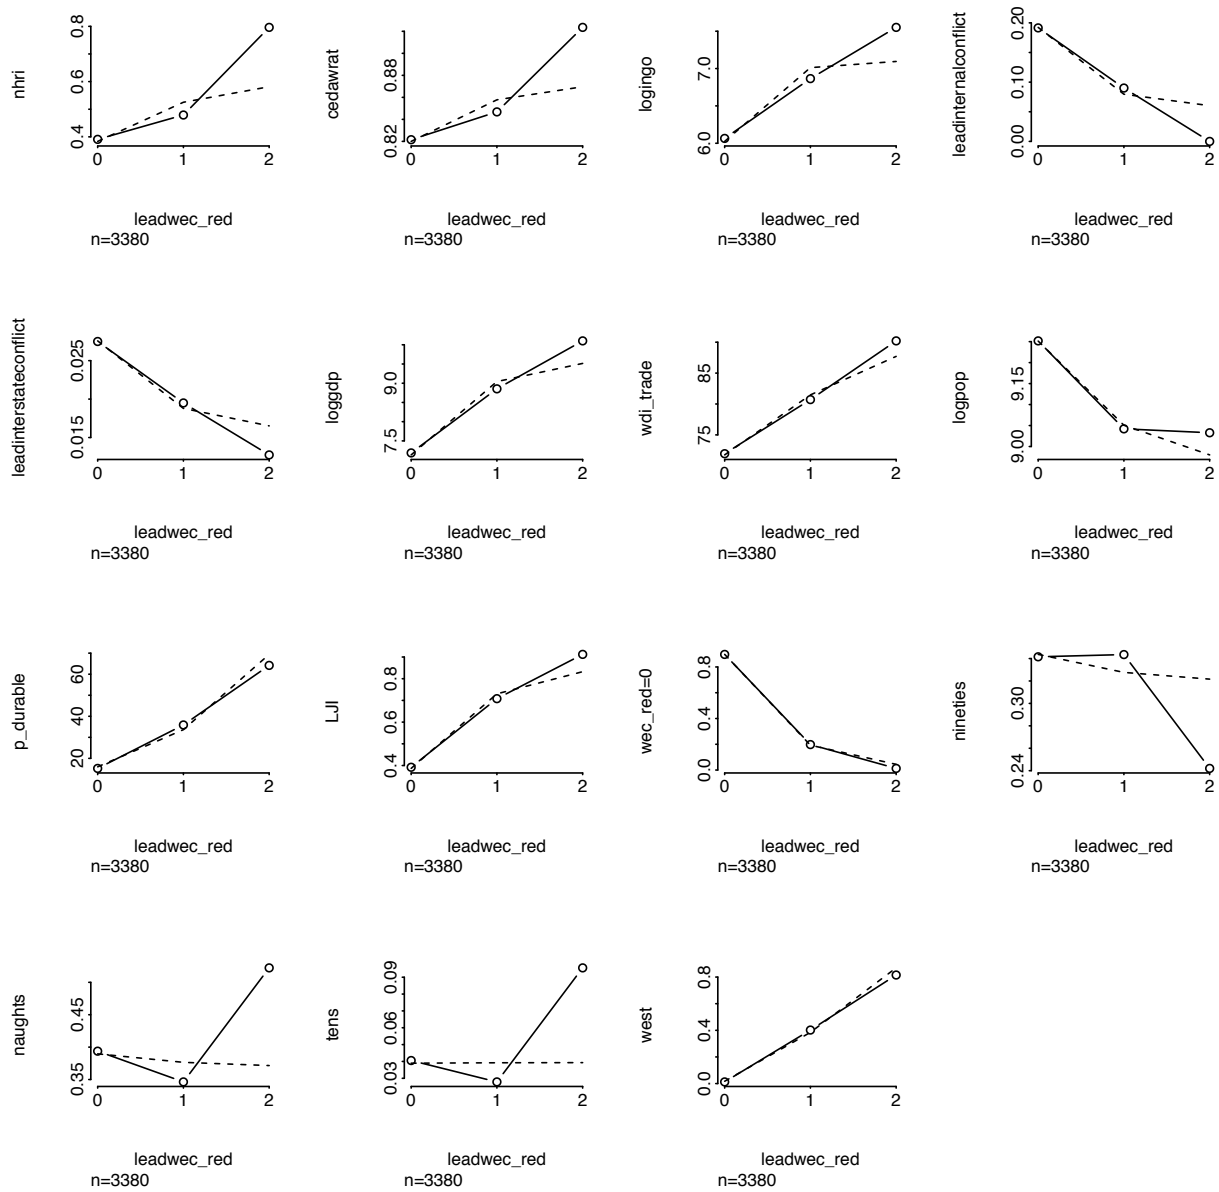 nhri
0.4 0.6 0.8
0 1 2
leadwec_red
n=3380
cedawrat
0.82 0.88
0 1 2
leadwec_red
n=3380
logingo
6.0 7.0
0 1 2
leadwec_red
n=3380
leadinternalconflict
0.00 0.10 0.20
0 1 2
leadwec_red
n=3380
leadinterstateconflict
0.015 0.025
0 1 2
leadwec_red
n=3380
loggdp
7.5 9.0
0 1 2
leadwec_red
n=3380
wdi_trade
75 85
0 1 2
leadwec_red
n=3380
logpop
9.00 9.15
0 1 2
leadwec_red
n=3380
p_durable
20 40 60
0 1 2
leadwec_red
n=3380
LJI
0.4 0.6 0.8
0 1 2
leadwec_red
n=3380
wec_red=0
0.0 0.4 0.8
0 1 2
leadwec_red
n=3380
nineties
0.24 0.30
0 1 2
leadwec_red
n=3380
naughts
0.35 0.45
0 1 2
leadwec_red
n=3380
tens
0.03 0.06 0.09
0 1 2
leadwec_red
n=3380
west
0.0 0.4 0.8
0 1 2
leadwec_red
n=3380